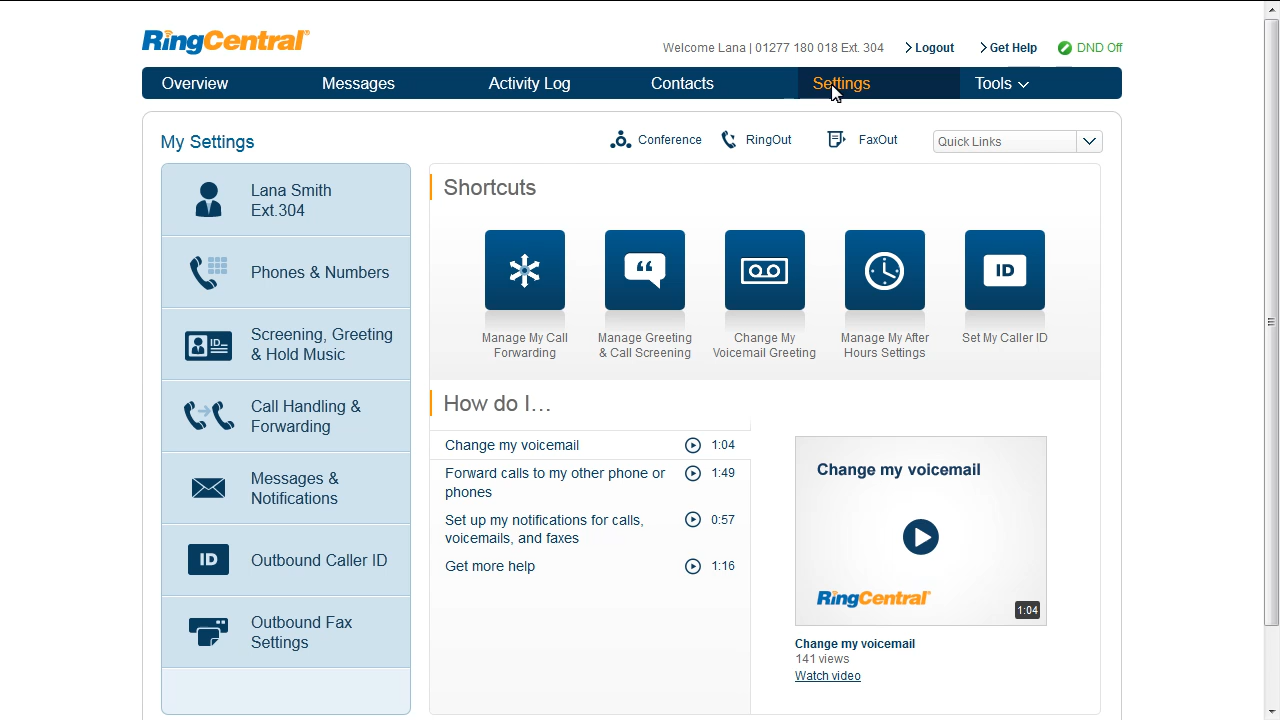 RingCentral
Welcome Lana | 01277 180 018 Ext. 304
Logout
Get Help
DND Off
Overview
Messages
Activity Log
Contacts
Settings
Tools
My Settings
Conference
RingOut
FaxOut
Quick Links
Lana Smith
Ext.304
Phones & Numbers
Screening, Greeting
& Hold Music
Call Handling &
Forwarding
Messages &
Notifications
ID
Outbound Caller ID
Outbound Fax
Settings
Shortcuts
ID
Manage My Call
Forwarding
Manage Greeting
& Call Screening
Change My
Voicemail Greeting
Manage My After
Hours Settings
Set My Caller ID
How do I...
Change my voicemail 1:04
Forward calls to my other phone or 1:49
phones
Set up my notifications for calls, 0:57
voicemails, and faxes
Get more help 1:16
Change my voicemail
RingCentral
1:04
Change my voicemail
141 views
Watch video